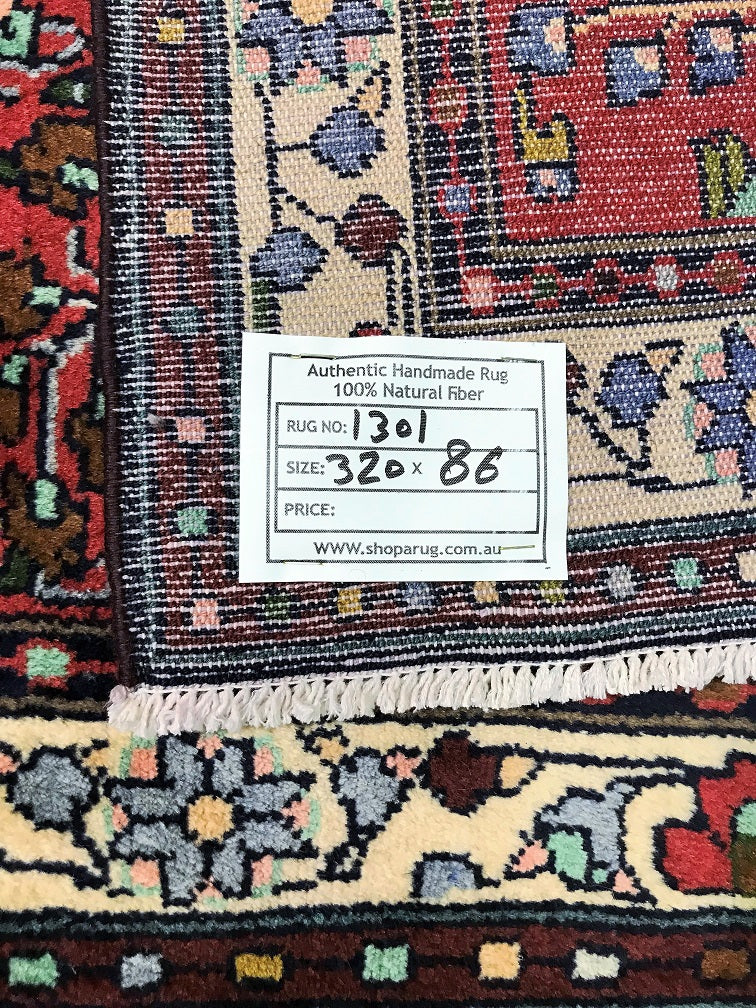 Authentic Handmade Rug
100% Natural Fiber
RUG NO: 1301
SIZE: 320 x 86
PRICE:
www.shoparug.com.au